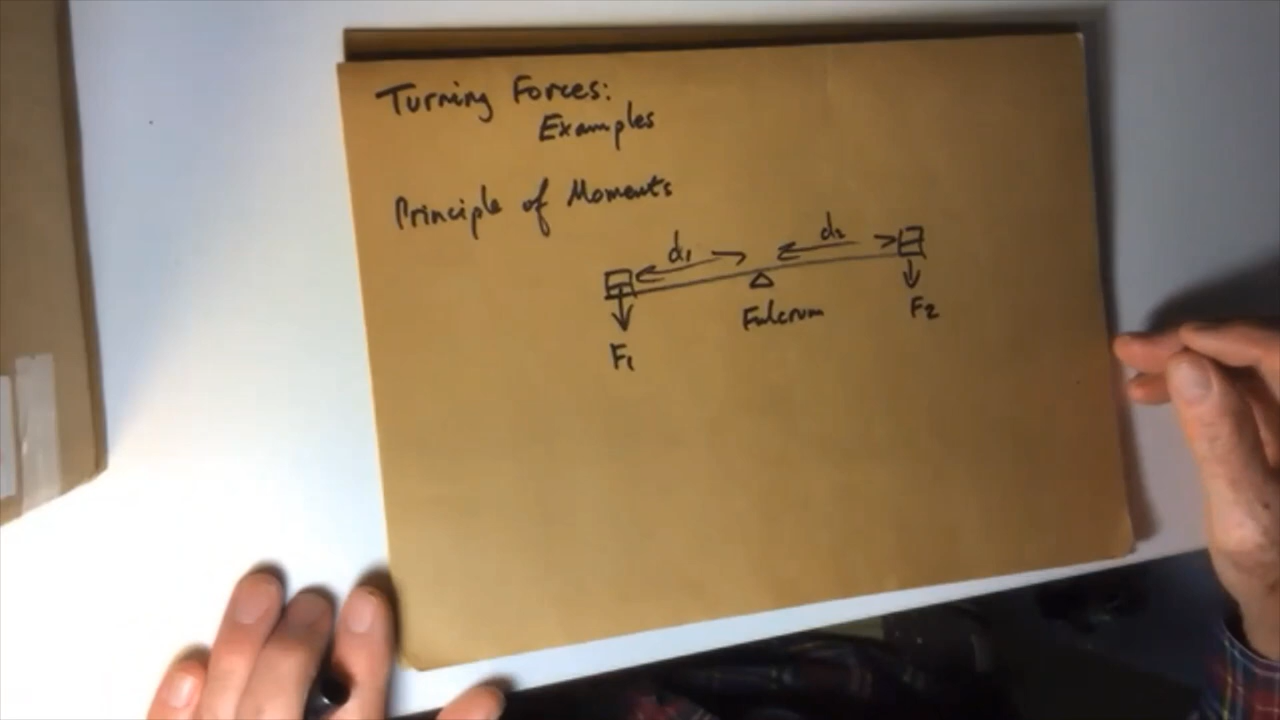 Turning Forces:
Examples
Principle of Moments
d₁
d₂
F₁
Fulcrum
F₂